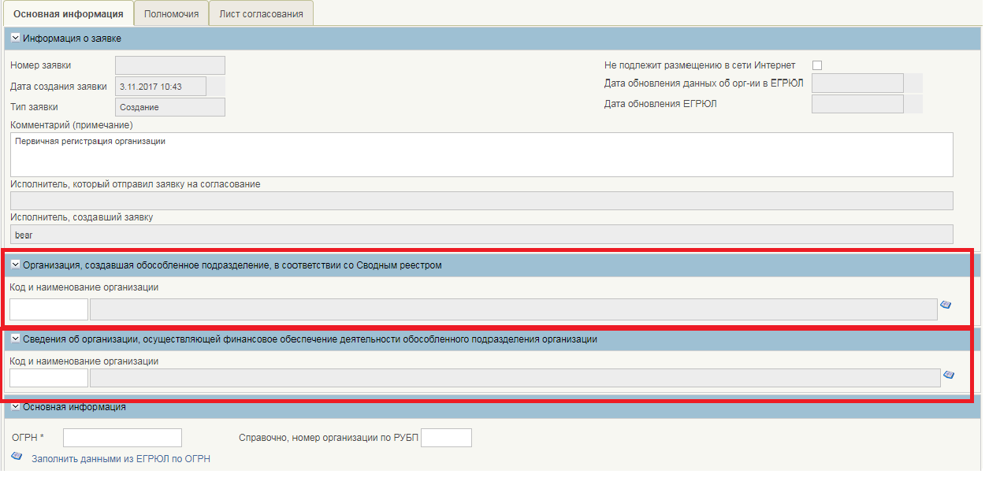 Основная информация Полномочия Лист согласования
Информация о заявке
Номер заявки
Не подлежит размещению в сети Интернет
Дата создания заявки 3.11.2017 10:43
Дата обновления данных об орг-ии в ЕГРЮЛ
Тип заявки Создание
Дата обновления ЕГРЮЛ
Комментарий (примечание)
Первичная регистрация организации
Исполнитель, который отправил заявку на согласование
Исполнитель, создавший заявку
bear
Организация, создавшая обособленное подразделение, в соответствии со Сводным реестром
Код и наименование организации
Сведения об организации, осуществляющей финансовое обеспечение деятельности обособленного подразделения организации
Код и наименование организации
Основная информация
ОГРН * Справочно, номер организации по РУБП
Заполнить данными из ЕГРЮЛ по ОГРН